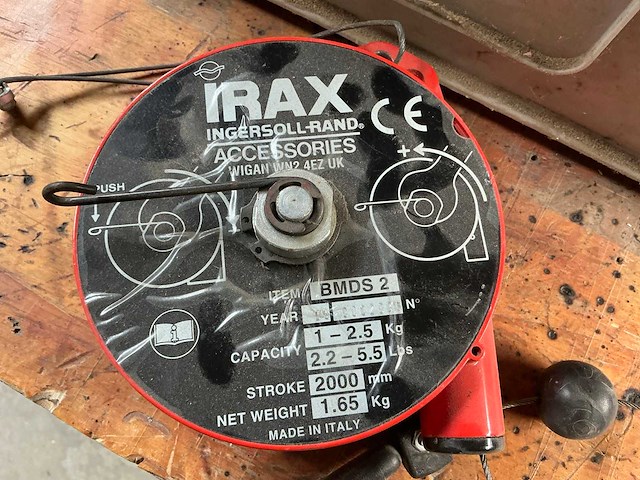 IRAX
INGERSOLL-RAND®
ACCESSORIES
WIGAN WN2 4EZ UK
CE
PUSH
+
ITEM BMDS 2
YEAR N°
CAPACITY 1-2.5 Kg
2.2-5.5 Lbs
STROKE 2000 mm
NET WEIGHT 1.65 Kg
MADE IN ITALY